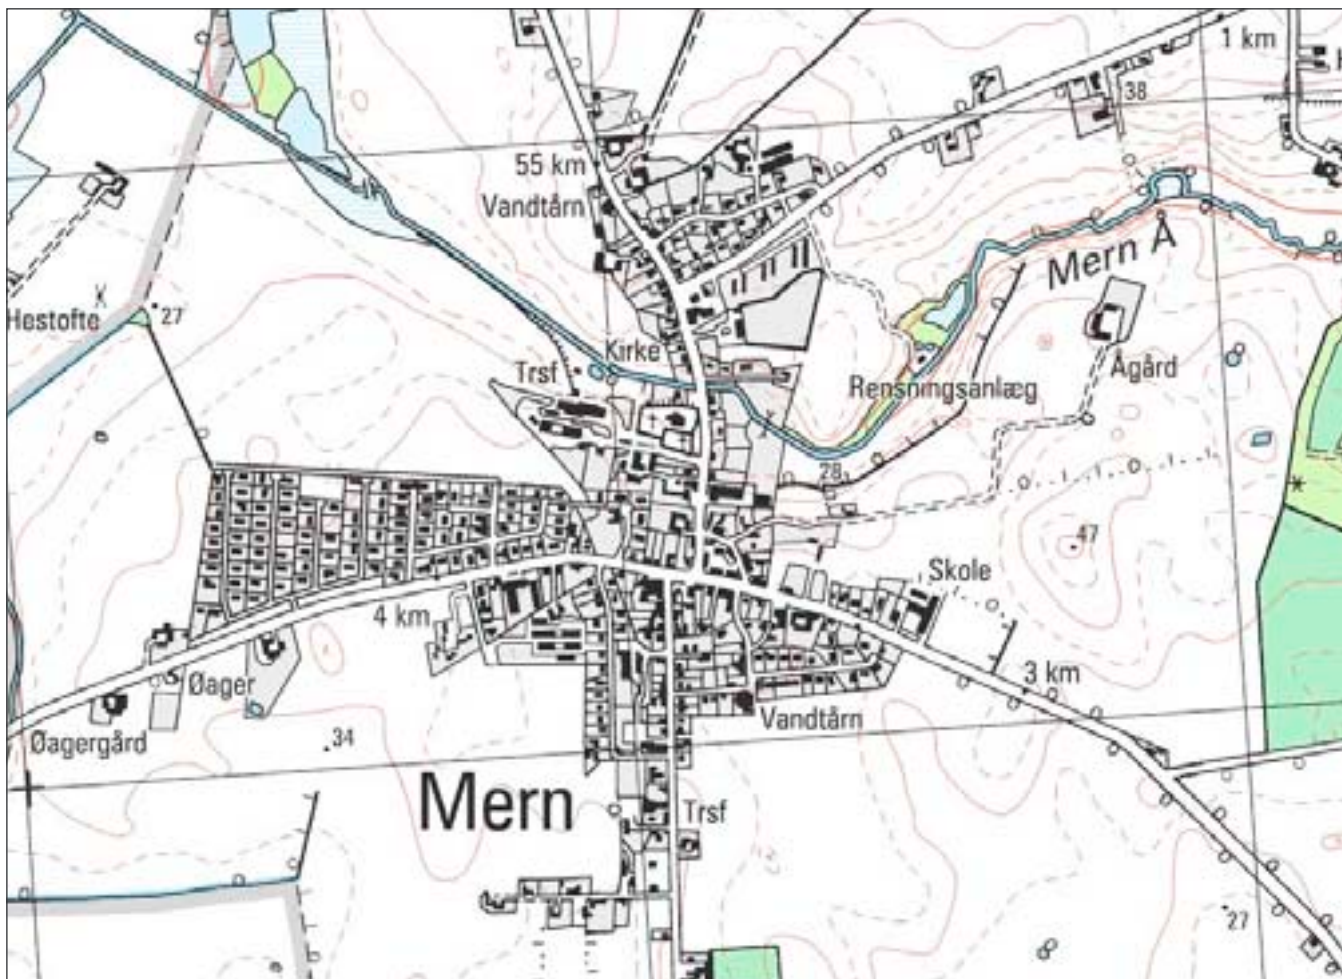 1 km
38
55 km
Vandtårn
Mern Å
Hestofte
27
Kirke
Trsf
Rensningsanlæg
Ågård
28
47
Skole
4 km
3 km
Øager
Vandtårn
Øagergård
34
Mern
Trsf
27